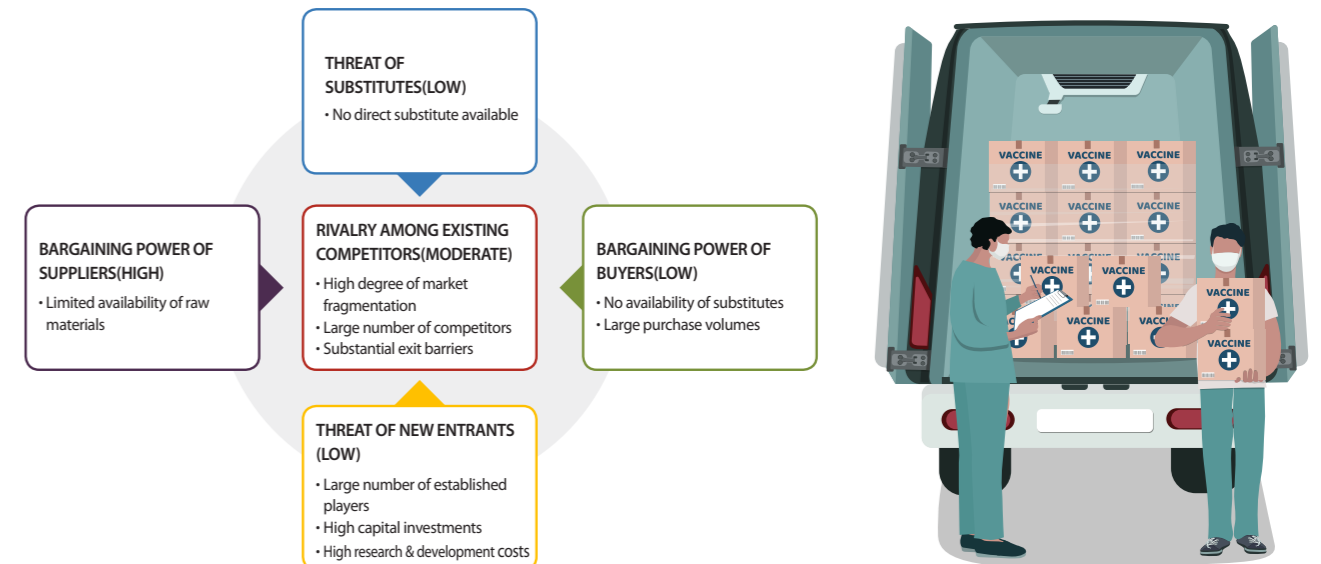 THREAT OF
SUBSTITUTES(LOW)
• No direct substitute available
BARGAINING POWER OF
SUPPLIERS(HIGH)
• Limited availability of raw
materials
RIVALRY AMONG EXISTING
COMPETITORS(MODERATE)
• High degree of market
fragmentation
• Large number of competitors
• Substantial exit barriers
BARGAINING POWER OF
BUYERS(LOW)
• No availability of substitutes
• Large purchase volumes
THREAT OF NEW ENTRANTS
(LOW)
• Large number of established
players
• High capital investments
• High research & development costs
VACCINE VACCINE VACCINE
VACCINE VACCINE VACCINE
VACCINE VACCINE
VACCINE
VACCINE
VACCINE